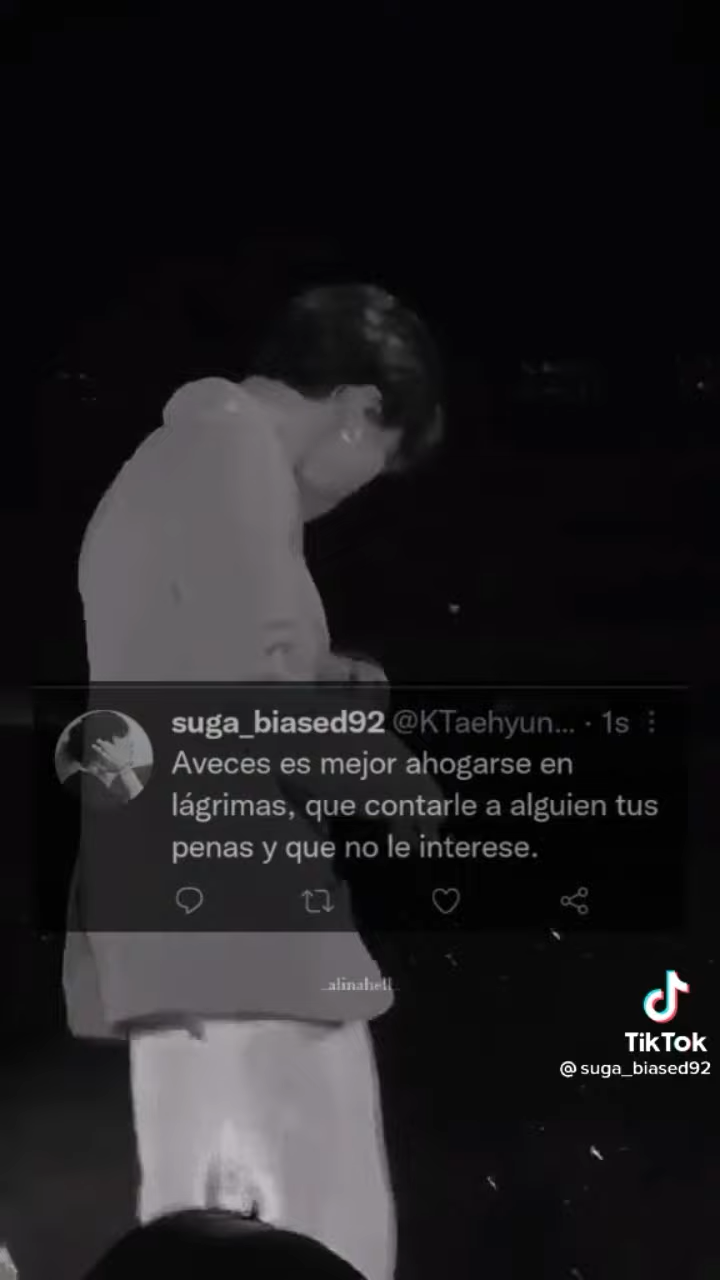 suga_biased92 @KTaehyun... · 1s
Aveces es mejor ahogarse en
lágrimas, que contarle a alguien tus
penas y que no le interese.
_alinahell_
TikTok
@suga_biased92